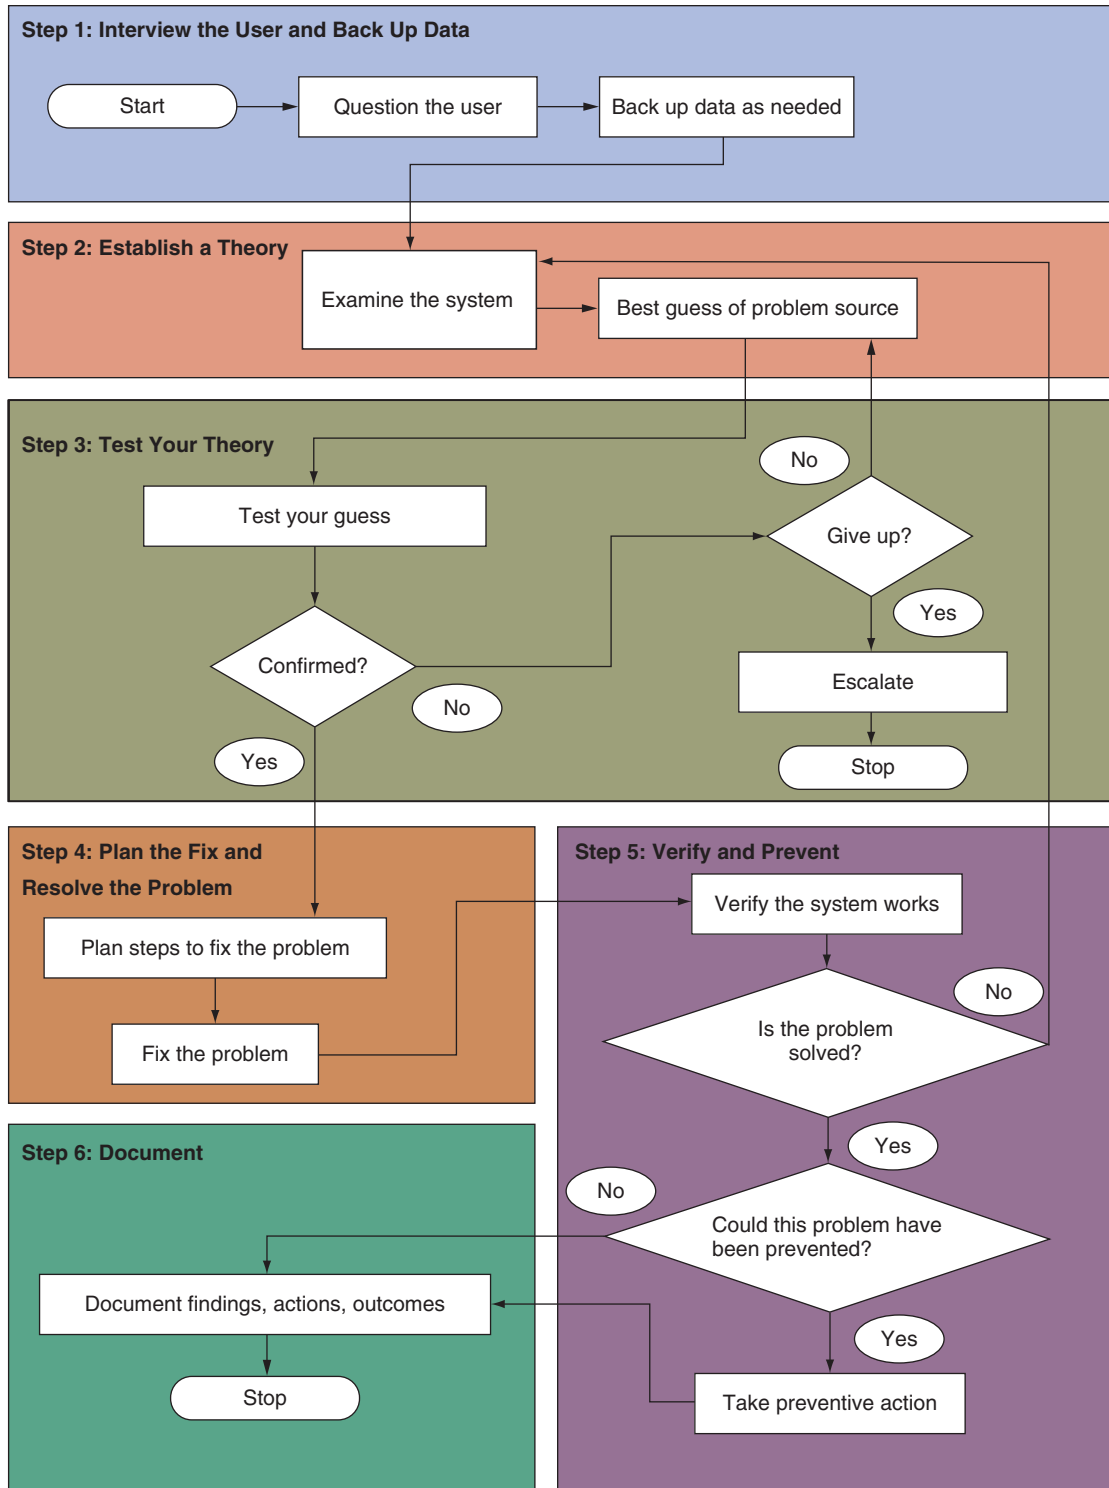 Step 1: Interview the User and Back Up Data
Start
Question the user
Back up data as needed
Step 2: Establish a Theory
Examine the system
Best guess of problem source
Step 3: Test Your Theory
No
Test your guess
Give up?
Yes
Confirmed?
Escalate
No
Yes
Stop
Step 4: Plan the Fix and
Resolve the Problem
Plan steps to fix the problem
Fix the problem
Step 5: Verify and Prevent
Verify the system works
No
Is the problem
solved?
Yes
No
Could this problem have
been prevented?
Yes
Take preventive action
Step 6: Document
Document findings, actions, outcomes
Stop